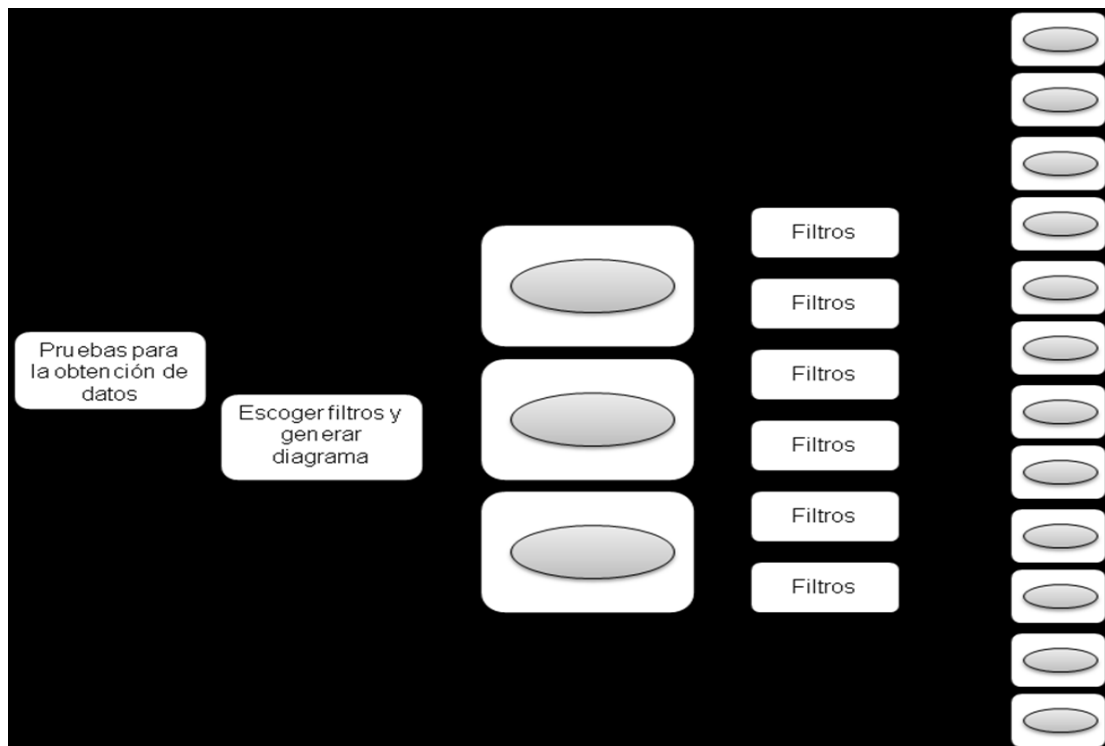 Pruebas para
la obtención de
datos
Escoger filtros y
generar
diagrama
Filtros
Filtros
Filtros
Filtros
Filtros
Filtros